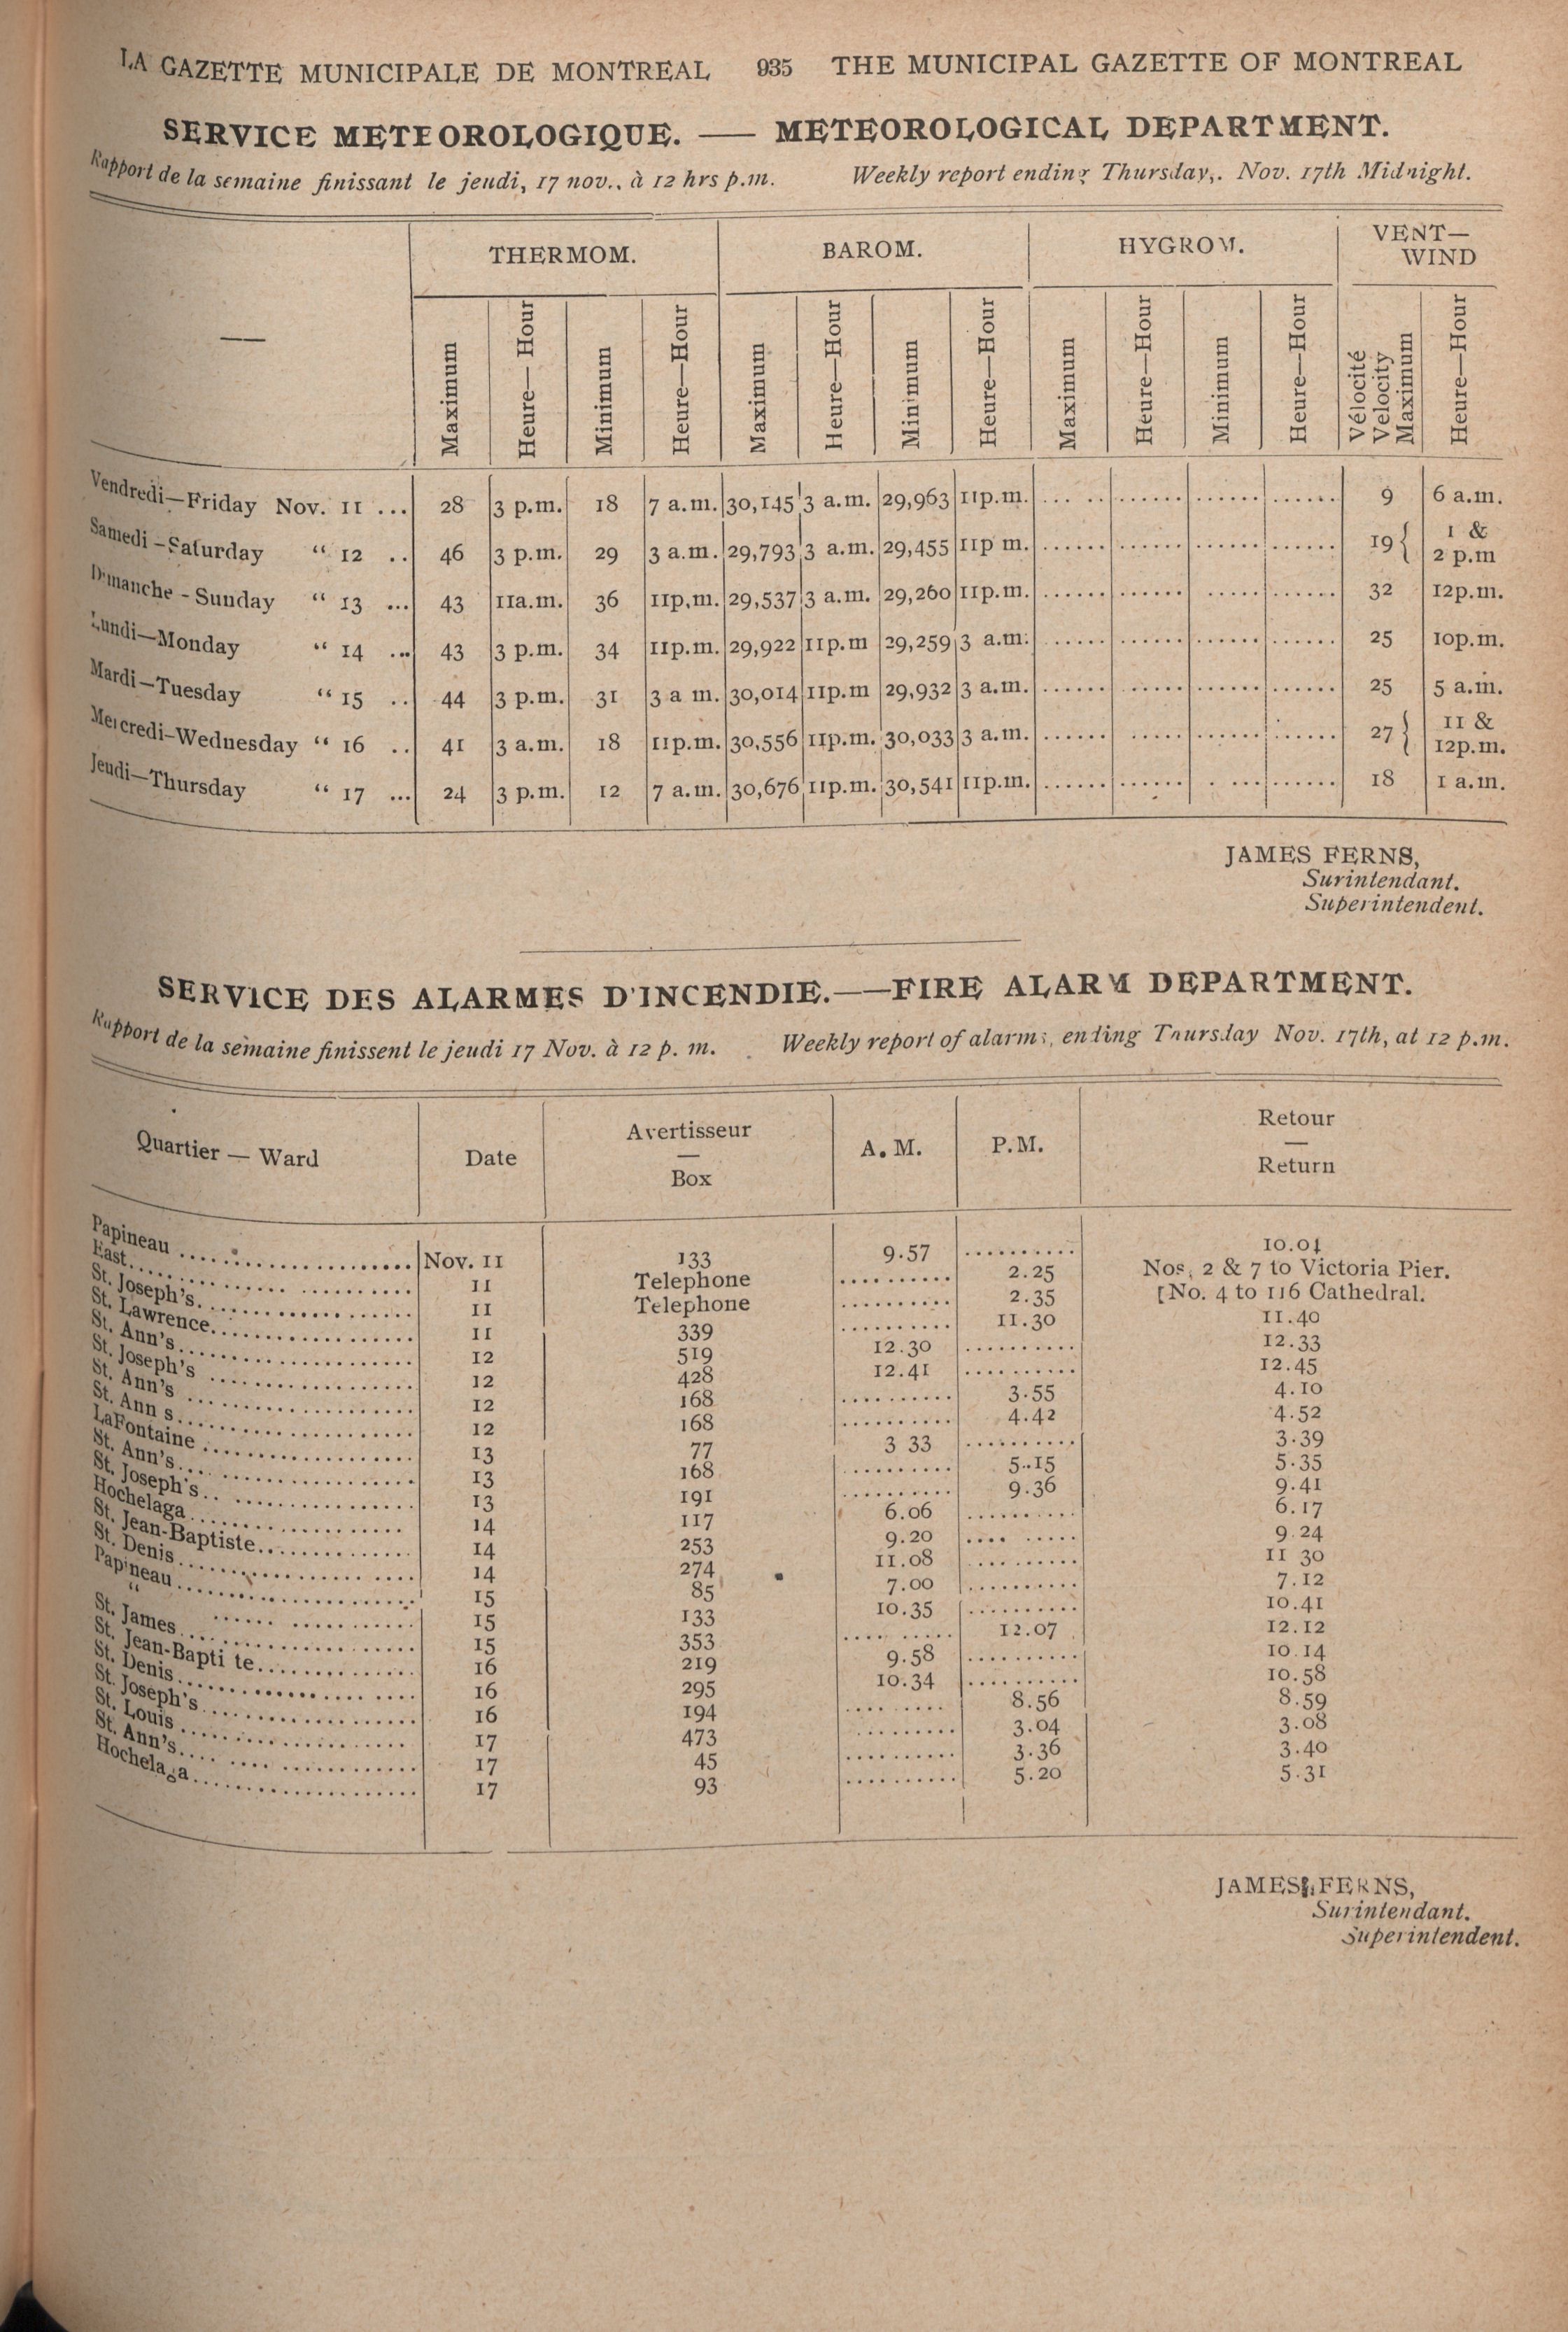 LA GAZETTE MUNICIPALE DE MONTREAL 935 THE MUNICIPAL GAZETTE OF MONTREAL
SERVICE METEOROLOGIQUE. — METEOROLOGICAL DEPARTMENT.
Rapport de la semaine finissant le jeudi, 17 nov., à 12 hrs p.m. Weekly report ending Thursday,. Nov. 17th Midnight.
THERMOM. BAROM. HYGROM. VENT—WIND
Maximum Heure—Hour Minimum Heure—Hour Maximum Heure—Hour Minimum Heure—Hour Maximum Heure—Hour Minimum Heure—Hour Vélocité Velocity Maximum Heure—Hour
Vendredi—Friday Nov. 11 ... 28 3 p.m. 18 7 a.m. 30,145 3 a.m. 29,963 11p.m. ... .. ...... ...... ...... 9 6 a.m.
Samedi—Saturday “ 12 .. 46 3 p.m. 29 3 a.m. 29,793 3 a.m. 29,455 11p m. ...... ...... ...... ...... 19 { 1 & 2 p.m
Dimanche - Sunday “ 13 ... 43 11a.m. 36 11p,m. 29,537 3 a.m. 29,260 11p.m. ...... ...... ..... ...... 32 12p.m.
Lundi—Monday “ 14 ... 43 3 p.m. 34 11p.m. 29,922 11p.m 29,259 3 a.m. ...... ...... ...... ...... 25 10p.m.
Mardi—Tuesday “ 15 .. 44 3 p.m. 31 3 a m. 30,014 11p.m 29,932 3 a.m. ...... ..... ...... ...... 25 5 a.m.
Mercredi—Wednesday “ 16 .. 41 3 a.m. 18 11p.m. 30,556 11p.m. 30,033 3 a.m. ...... ..... ...... ...... 27 } 11 & 12p.m.
Jeudi—Thursday “ 17 ... 24 3 p.m. 12 7 a.m. 30,676 11p.m. 30,541 11p.m. ...... ...... . ... ...... 18 1 a.m.
JAMES FERNS,
Surintendant.
Superintendent.
SERVICE DES ALARMES D'INCENDIE.——FIRE ALARM DEPARTMENT.
Rapport de la semaine finissent le jeudi 17 Nov. à 12 p. m. Weekly report of alarms, ending Thursday Nov. 17th, at 12 p.m.
Quartier — Ward Date Avertisseur — Box A. M. P.M. Retour — Return
Papineau ........ Nov. 11 133 9.57 .......... 10.01
East ........ 11 Telephone .......... 2.25 Nos, 2 & 7 to Victoria Pier.
St. Joseph's ........ 11 Telephone .......... 2.35 [No. 4 to 116 Cathedral.
St. Lawrence ........ 11 339 .......... 11.30 11.40
St. Ann's ........ 12 519 12.30 .......... 12.33
St. Joseph's ........ 12 428 12.41 .......... 12.45
St. Ann's ........ 12 168 .......... 3.55 4.10
St. Ann s ........ 12 168 .......... 4.42 4.52
LaFontaine ........ 13 77 3 33 .......... 3.39
St. Ann's ........ 13 168 .......... 5.15 5.35
St. Joseph's ........ 13 191 .......... 9.36 9.41
Hochelaga ........ 14 117 6.06 .......... 6.17
St. Jean-Baptiste ........ 14 253 9.20 .......... 9.24
St. Denis ........ 14 274 11.08 .......... 11 30
Papineau ........ 15 85 7.00 .......... 7.12
“ ........ 15 133 10.35 .......... 10.41
St. James ........ 15 353 .......... 12.07 12.12
St. Jean-Bapti te ........ 16 219 9.58 .......... 10.14
St. Denis ........ 16 295 10.34 .......... 10.58
St. Joseph's ........ 16 194 .......... 8.56 8.59
St. Louis ........ 17 473 .......... 3.04 3.08
St. Ann's ........ 17 45 .......... 3.36 3.40
Hochelaga ........ 17 93 .......... 5.20 5.31
JAMES FERNS,
Surintendant.
Superintendent.